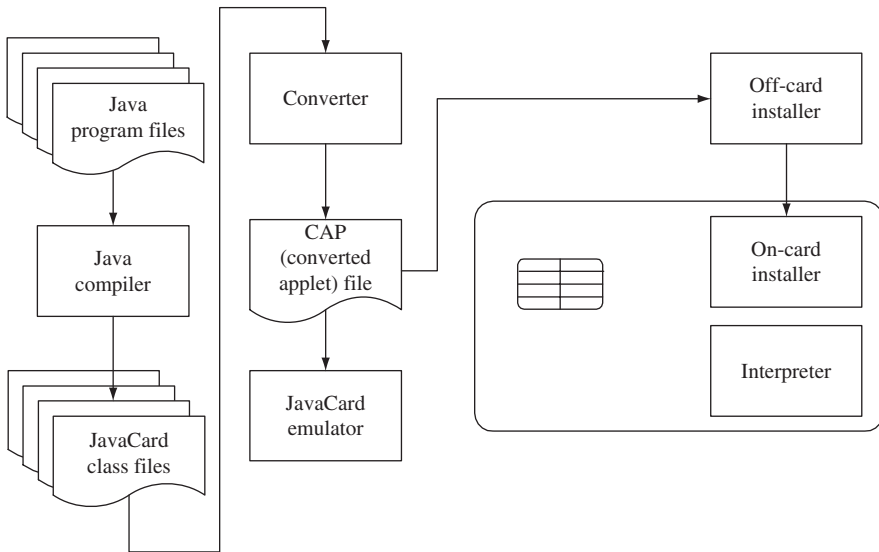 Java
program files
Java
compiler
JavaCard
class files
Converter
CAP
(converted
applet) file
JavaCard
emulator
Off-card
installer
On-card
installer
Interpreter